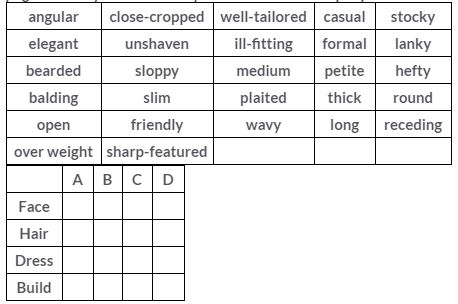 angular close-cropped well-tailored casual stocky
elegant unshaven ill-fitting formal lanky
bearded sloppy medium petite hefty
balding slim plaited thick round
open friendly wavy long receding
over weight sharp-featured
A B C D
Face
Hair
Dress
Build